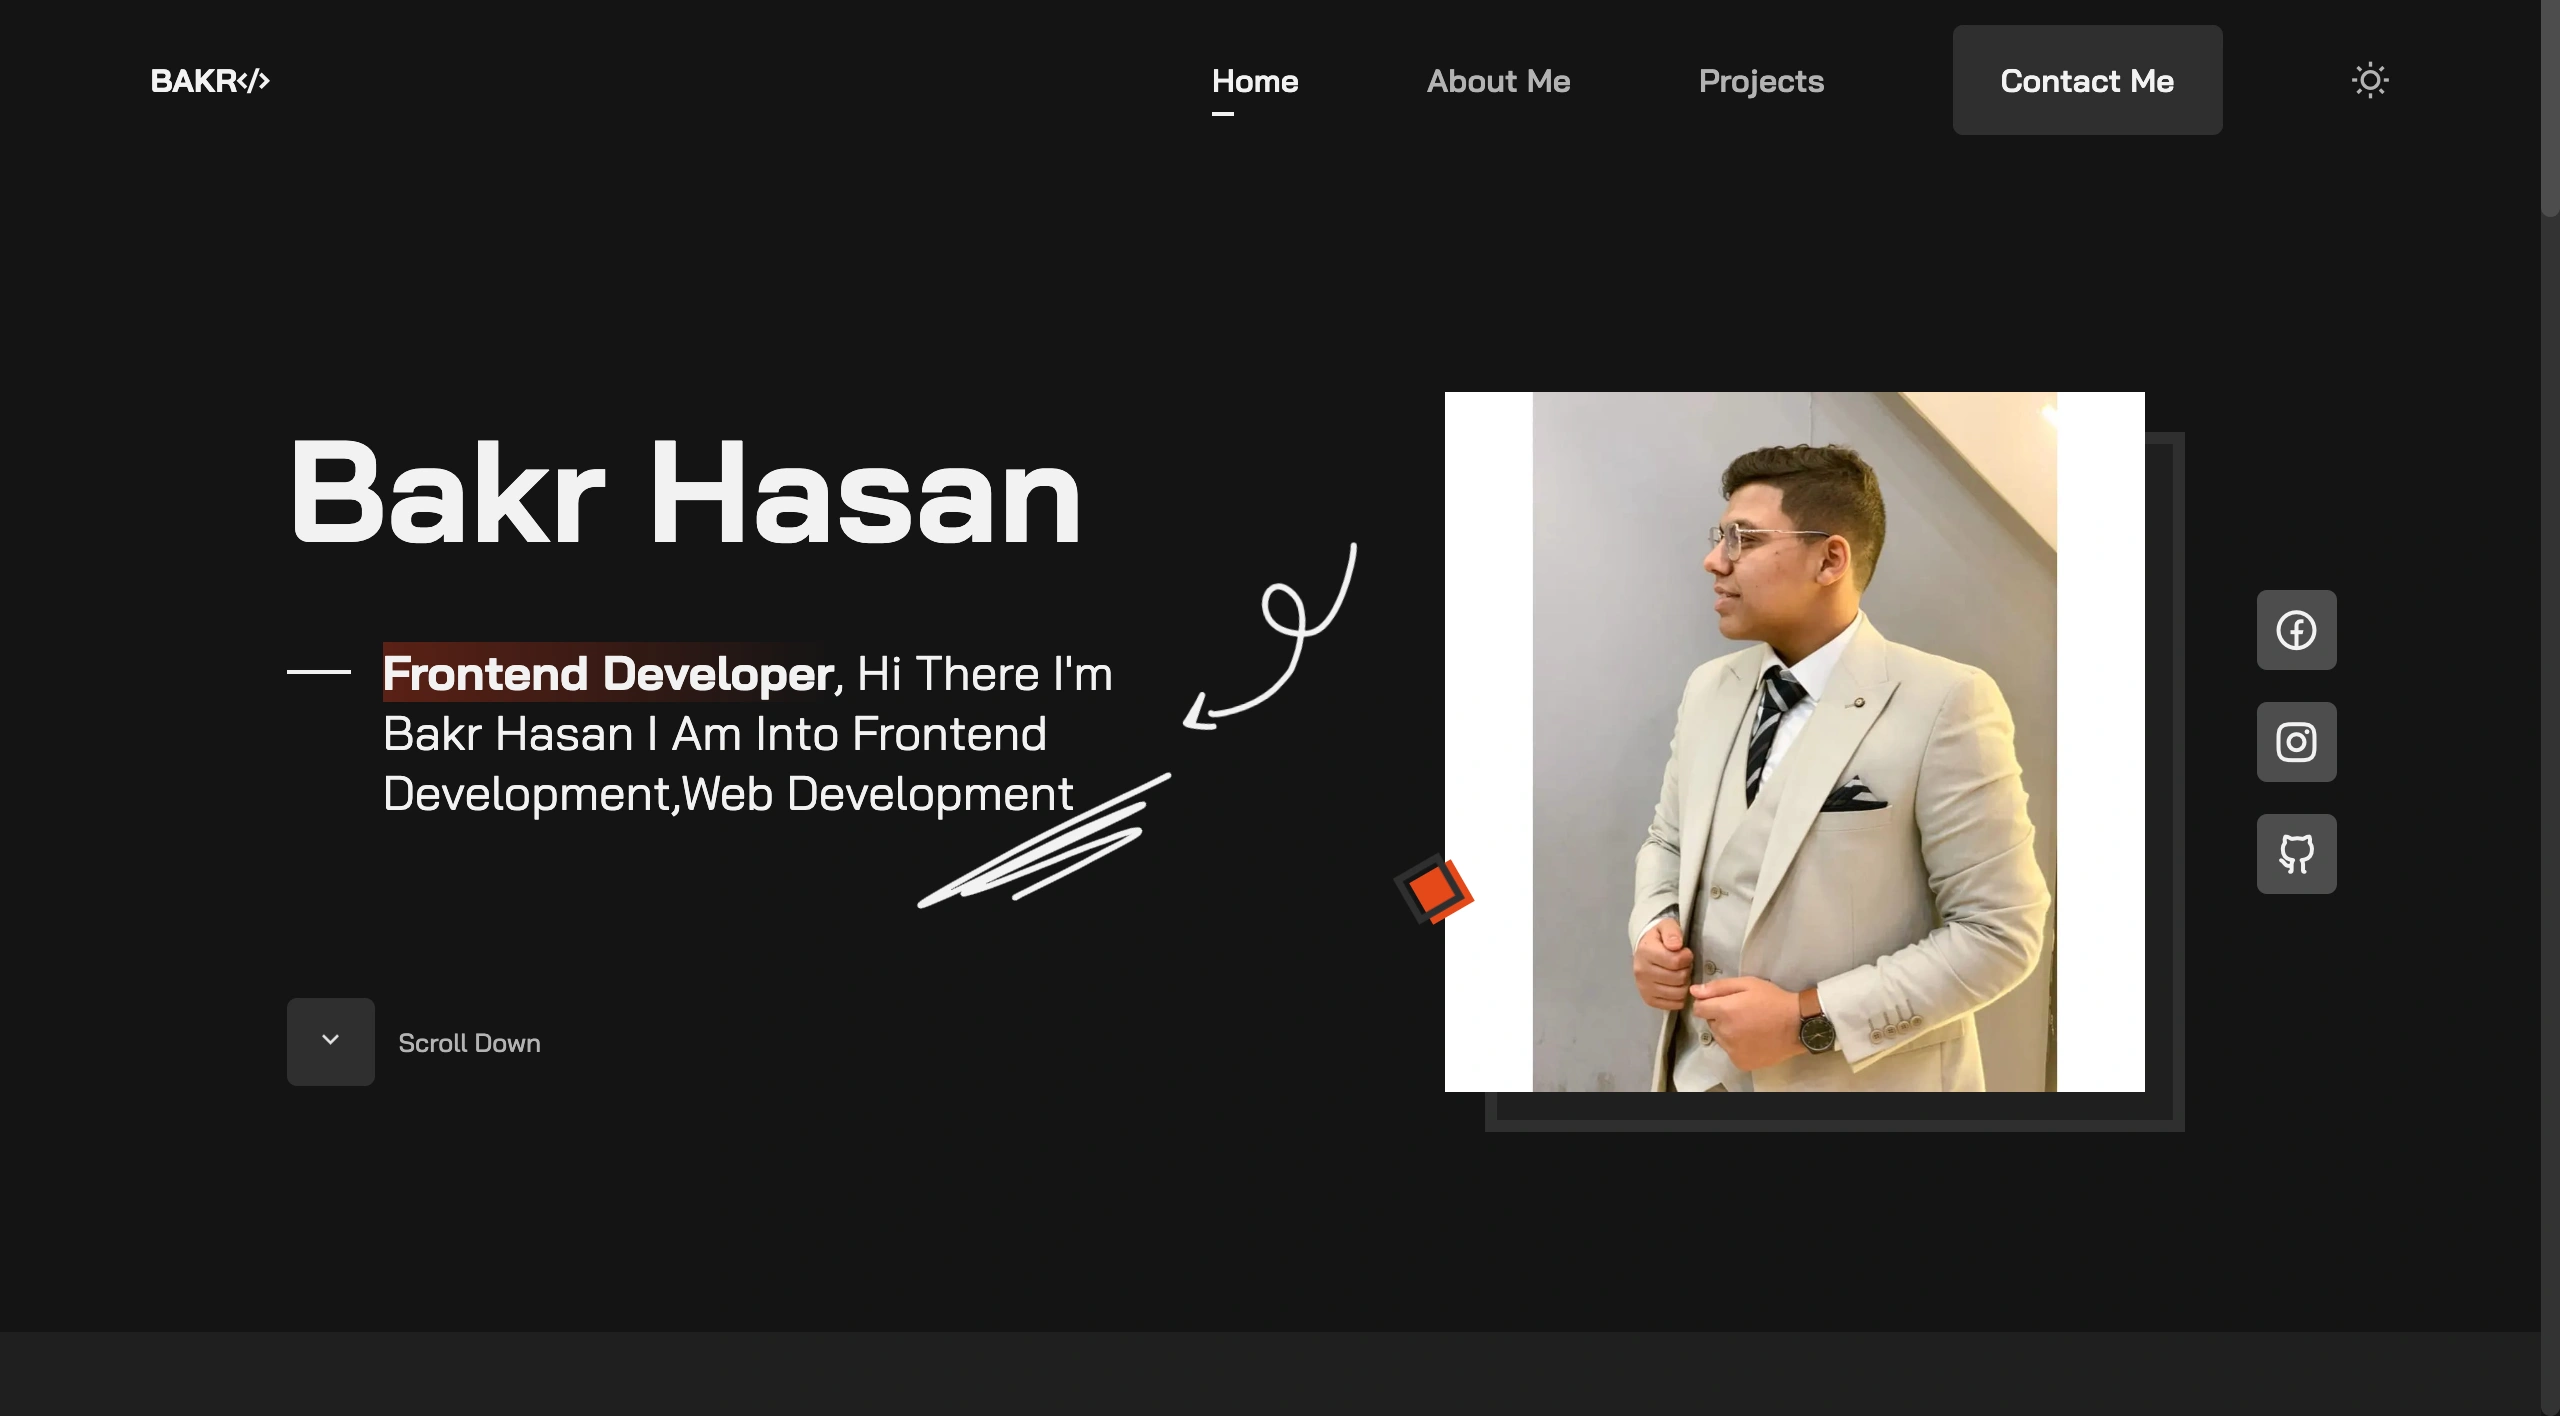 BAKR</>
Home
About Me
Projects
Contact Me
Bakr Hasan
Frontend Developer, Hi There I'm
Bakr Hasan I Am Into Frontend
Development,Web Development
Scroll Down